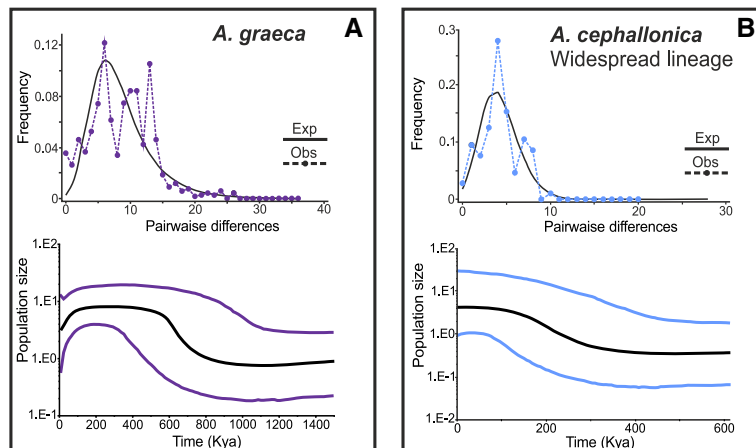 A. graeca A
0.12
0.08
0.04
0
Frequency
Exp
Obs
0 10 20 30 40
Pairwaise differences
1.E2
1.E1
1.E0
1.E-1
Population size
0 200 400 600 800 1000 1400
Time (Kya)
A. cephallonica B
Widespread lineage
0.3
0.2
0.1
0
Frequency
Exp
Obs
0 10 20 30
Pairwaise differences
1.E2
1.E1
1.E0
1.E-1
1.E-2
Population size
0 200 400 600
Time (Kya)